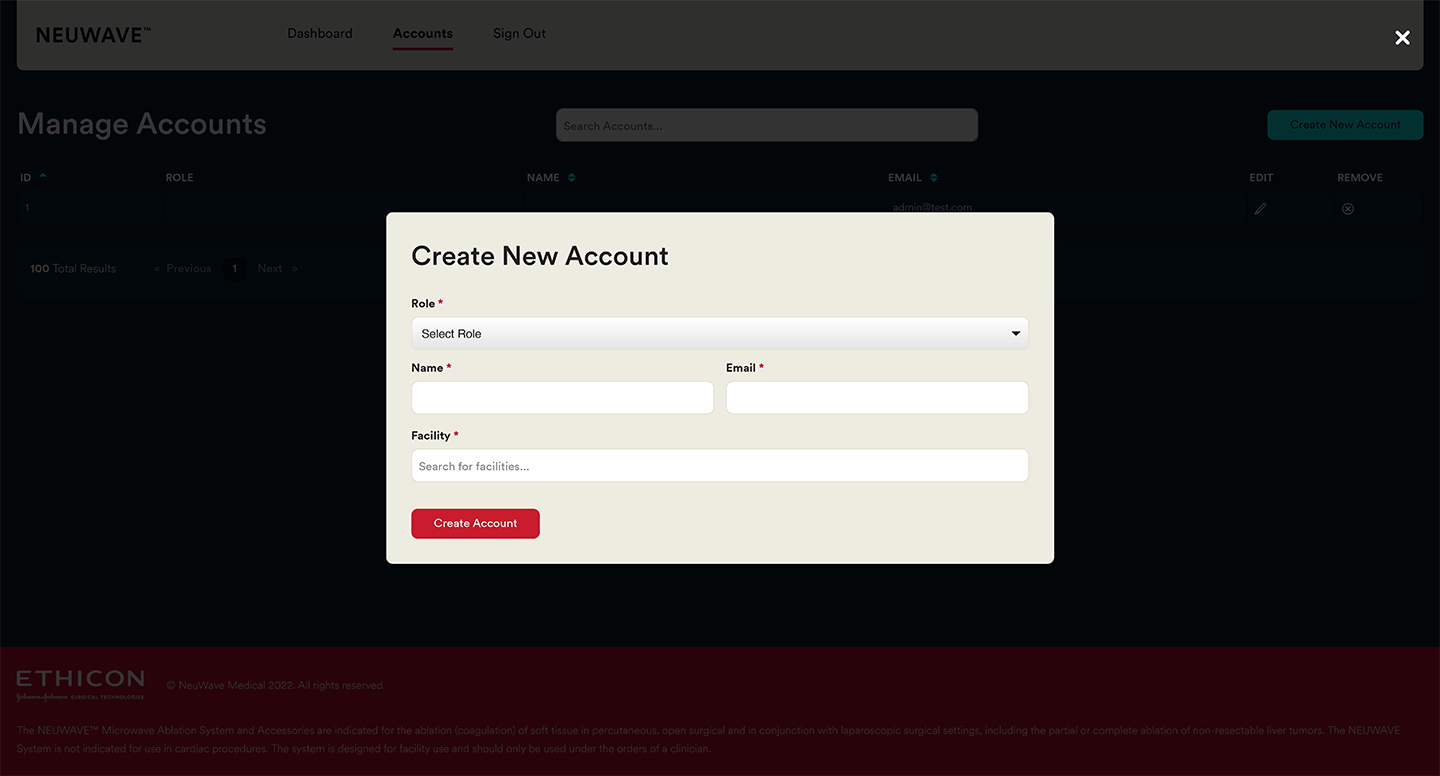 NEUWAVE™ Dashboard Accounts Sign Out
Manage Accounts Search Accounts... Create New Account
ID ROLE NAME EMAIL EDIT REMOVE
1 admin@test.com
100 Total Results « Previous 1 Next »
Create New Account
Role *
Select Role
Name * Email *
Facility *
Search for facilities...
Create Account
ETHICON
Johnson & Johnson SURGICAL TECHNOLOGIES
© NeuWave Medical 2022. All rights reserved.
The NEUWAVE™ Microwave Ablation System and Accessories are indicated for the ablation (coagulation) of soft tissue in percutaneous, open surgical and in conjunction with laparoscopic surgical settings, including the partial or complete ablation of non-resectable liver tumors. The NEUWAVE
System is not indicated for use in cardiac procedures. The system is designed for facility use and should only be used under the orders of a clinician.